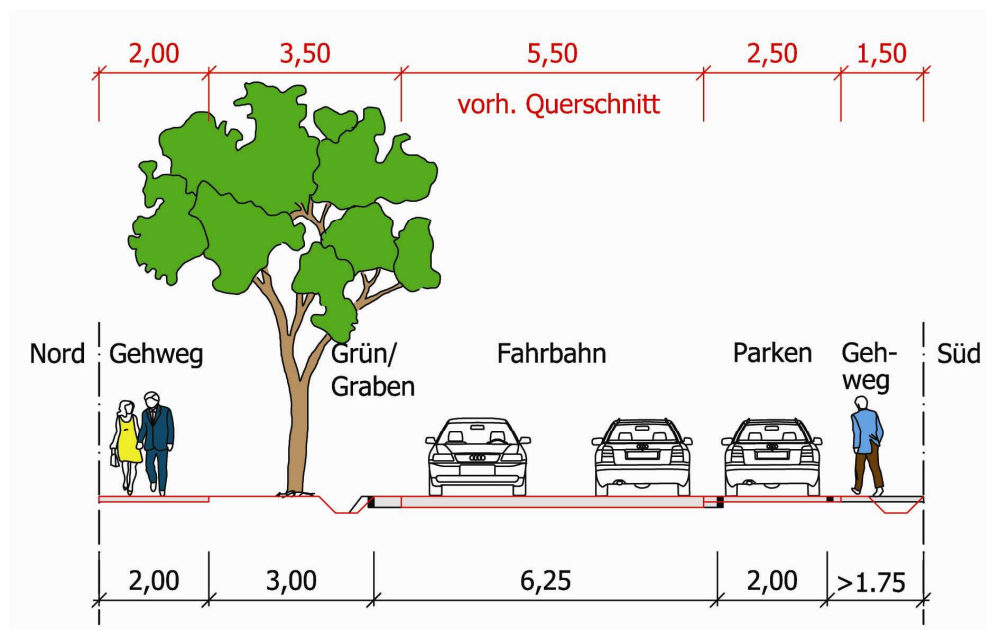 2,00 3,50 5,50 2,50 1,50
vorh. Querschnitt
Nord Gehweg Grün/ Fahrbahn Parken Geh- Süd
Graben weg
2,00 3,00 6,25 2,00 >1.75